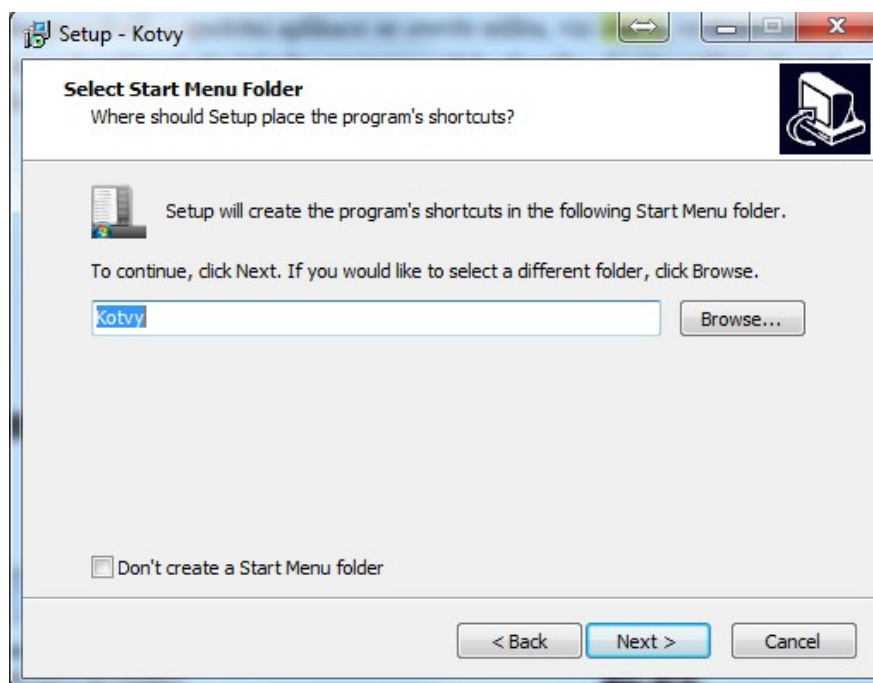 Setup - Kotvy
Select Start Menu Folder
Where should Setup place the program's shortcuts?
Setup will create the program's shortcuts in the following Start Menu folder.
To continue, click Next. If you would like to select a different folder, click Browse.
Kotvy
Browse...
Don't create a Start Menu folder
< Back
Next >
Cancel